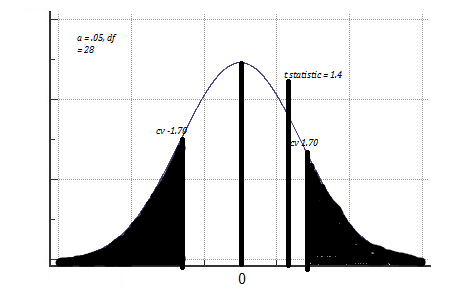 a = .05, df
= 28
t statistic = 1.4
cv -1.70
cv 1.70
0